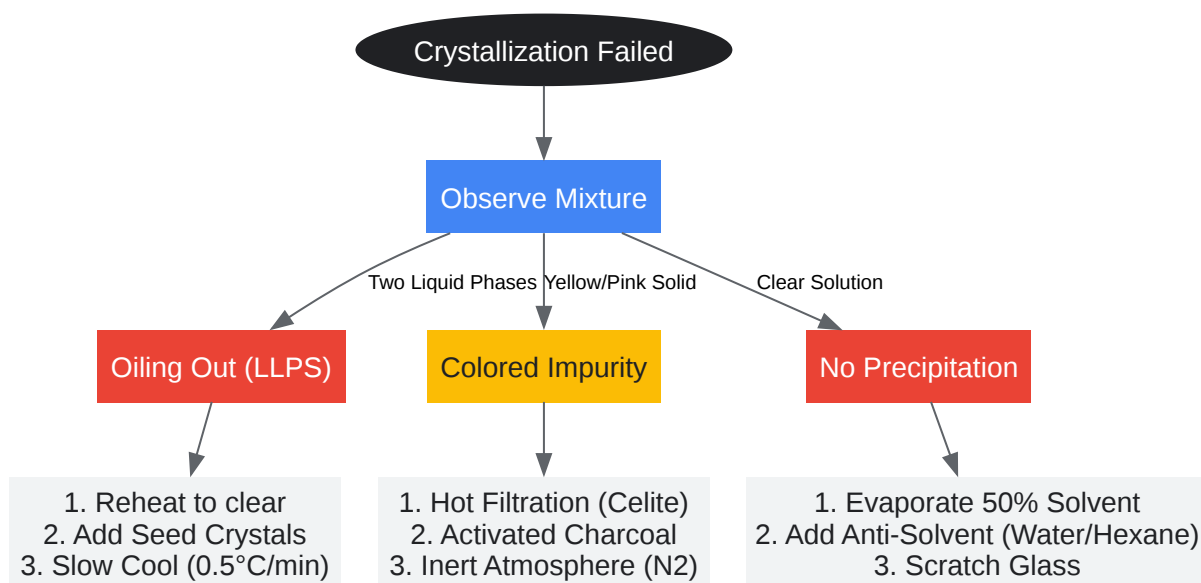 Crystallization Failed
Observe Mixture
Two Liquid Phases
Yellow/Pink Solid
Clear Solution
Oiling Out (LLPS)
Colored Impurity
No Precipitation
1. Reheat to clear
2. Add Seed Crystals
3. Slow Cool (0.5°C/min)
1. Hot Filtration (Celite)
2. Activated Charcoal
3. Inert Atmosphere (N2)
1. Evaporate 50% Solvent
2. Add Anti-Solvent (Water/Hexane)
3. Scratch Glass